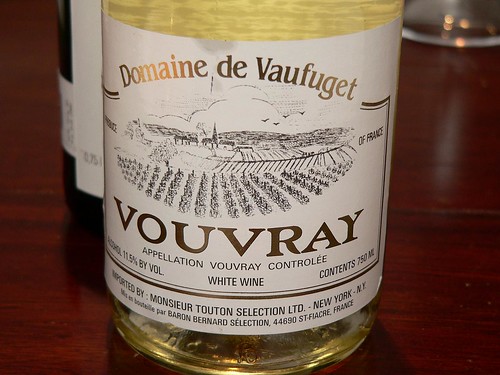 Domaine de Vaufuget
OF FRANCE
VOUVRAY
APPELLATION VOUVRAY CONTROLÉE
ALCOHOL 11.5% BY VOL.
WHITE WINE
CONTENTS 750 ML
IMPORTED BY: MONSIEUR TOUTON SELECTION LTD. - NEW YORK - N.Y.
Mis en bouteille par BARON BERNARD SÉLECTION, 44690 ST-FIACRE, FRANCE